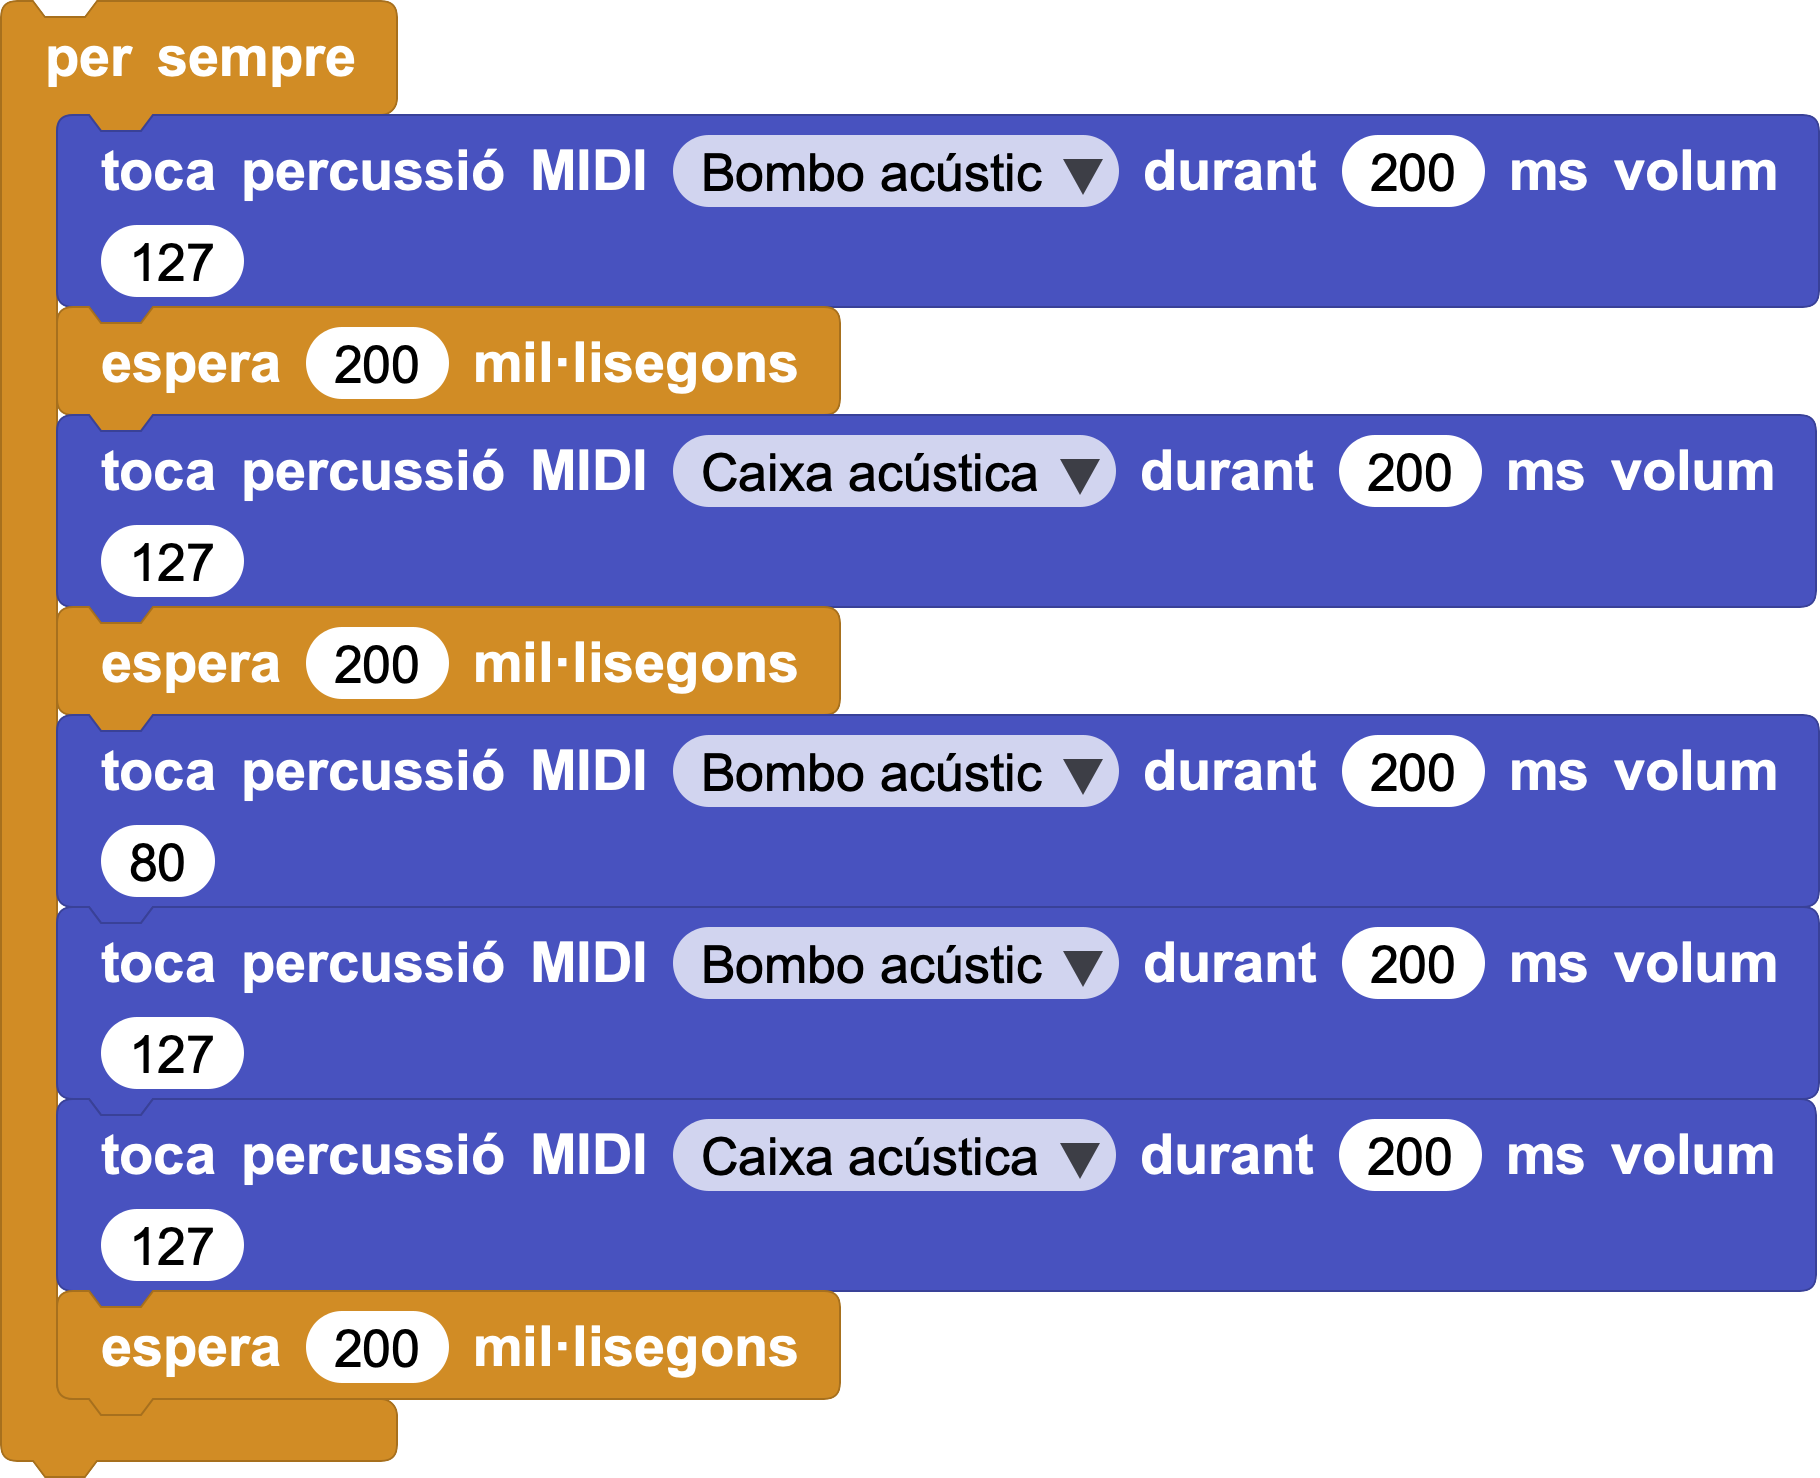 per sempre
toca percussió MIDI Bombo acústic durant 200 ms volum
127
espera 200 mil·lisegons
toca percussió MIDI Caixa acústica durant 200 ms volum
127
espera 200 mil·lisegons
toca percussió MIDI Bombo acústic durant 200 ms volum
80
toca percussió MIDI Bombo acústic durant 200 ms volum
127
toca percussió MIDI Caixa acústica durant 200 ms volum
127
espera 200 mil·lisegons